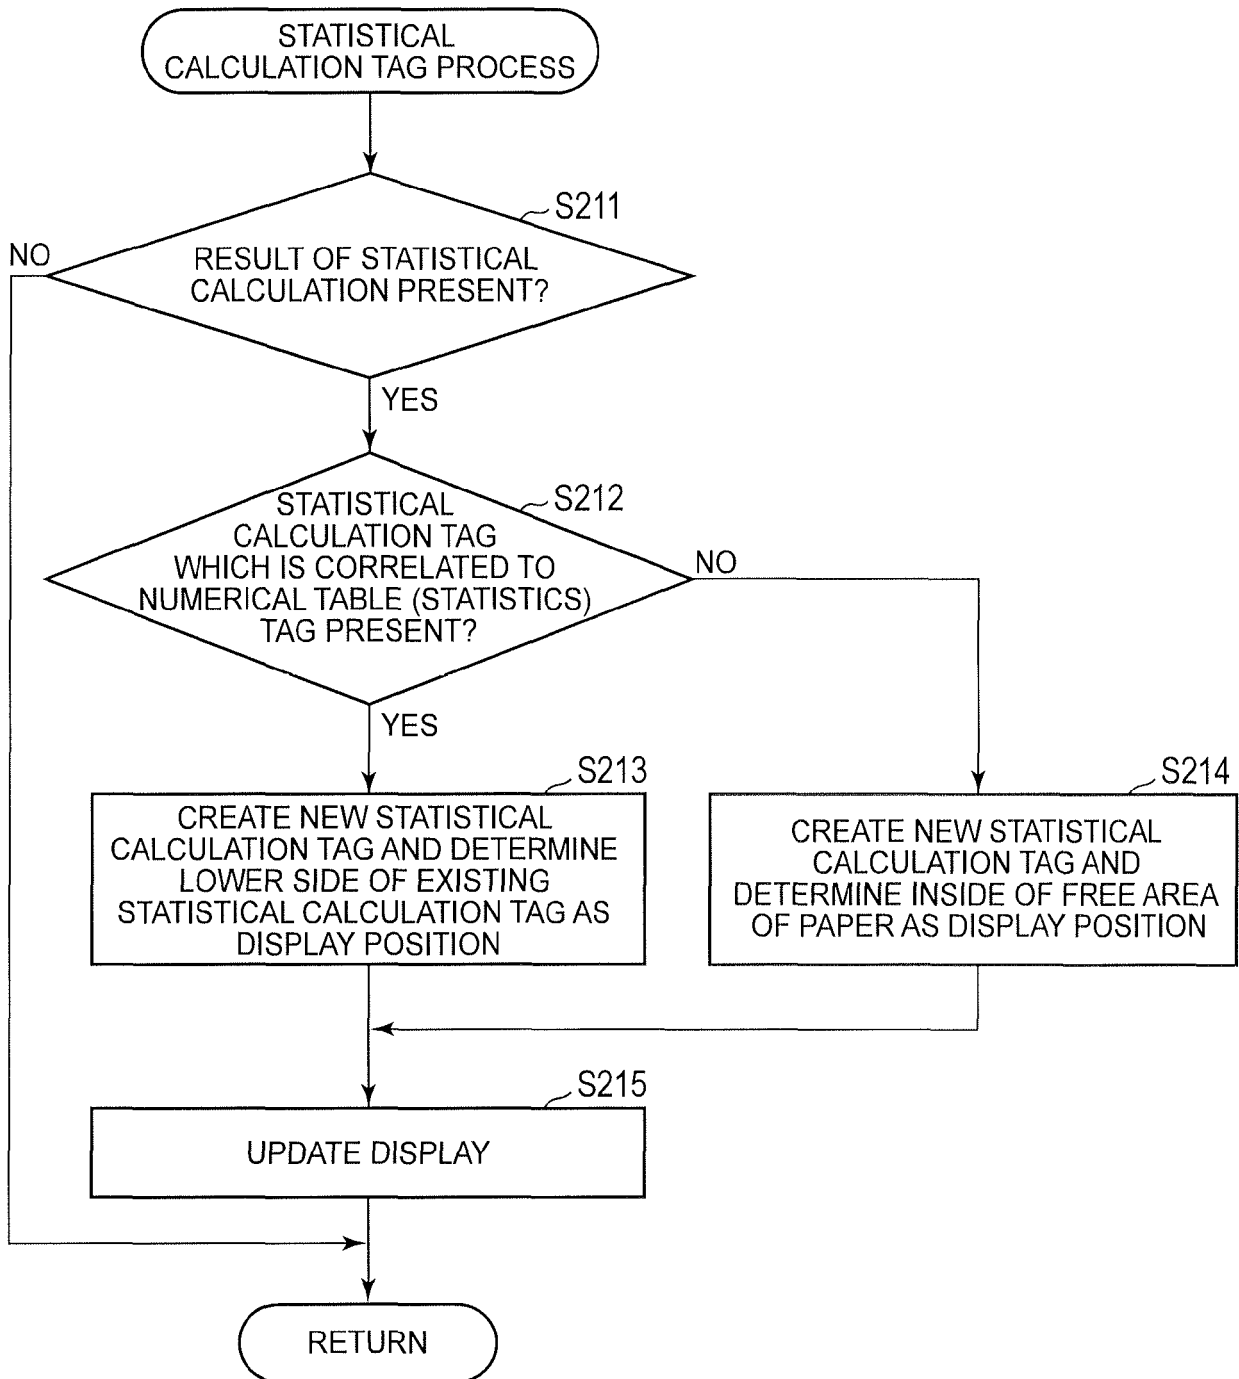 STATISTICAL
CALCULATION TAG PROCESS
S211
NO
RESULT OF STATISTICAL
CALCULATION PRESENT?
YES
S212
STATISTICAL
CALCULATION TAG
WHICH IS CORRELATED TO
NUMERICAL TABLE (STATISTICS)
TAG PRESENT?
NO
YES
S213
CREATE NEW STATISTICAL
CALCULATION TAG AND DETERMINE
LOWER SIDE OF EXISTING
STATISTICAL CALCULATION TAG AS
DISPLAY POSITION
S214
CREATE NEW STATISTICAL
CALCULATION TAG AND
DETERMINE INSIDE OF FREE AREA
OF PAPER AS DISPLAY POSITION
S215
UPDATE DISPLAY
RETURN